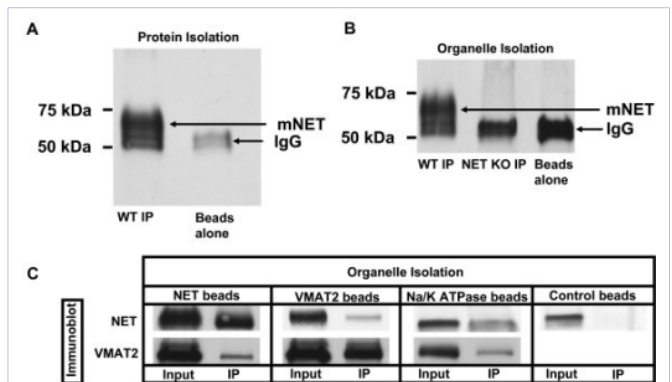 A
Protein Isolation
75 kDa
50 kDa
mNET
IgG
WT IP
Beads
alone
B
Organelle Isolation
75 kDa
50 kDa
mNET
IgG
WT IP NET KO IP Beads
alone
C
Organelle Isolation
NET beads VMAT2 beads Na/K ATPase beads Control beads
Immunoblot
NET
VMAT2
Input IP Input IP Input IP Input IP